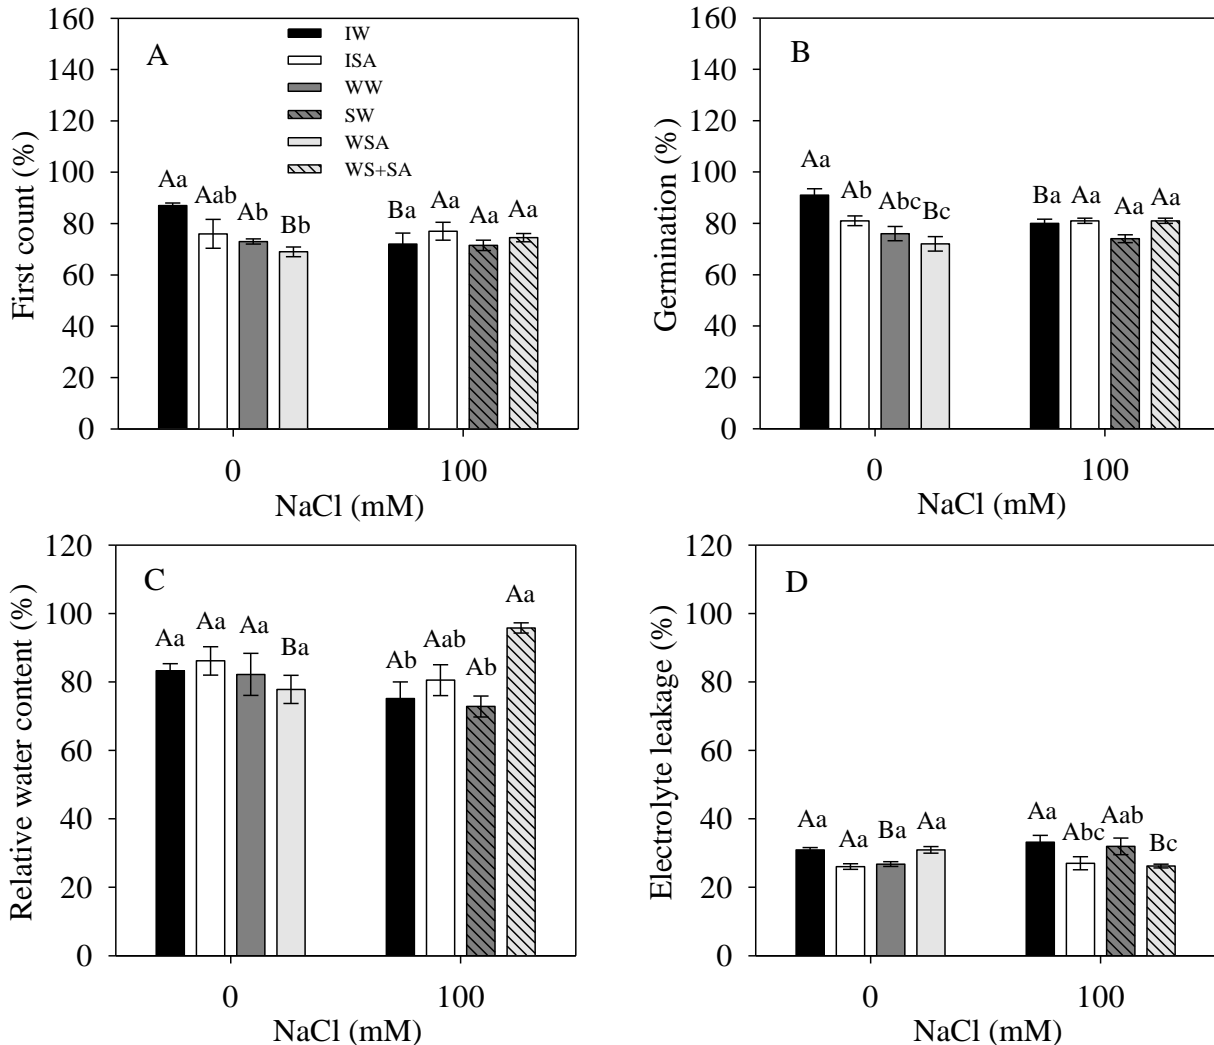 A
IW
ISA
WW
SW
WSA
WS+SA
First count (%)
160
140
120
100
80
60
40
20
0
Aa
Aab
Ab
Bb
Ba
Aa
Aa
Aa
0
100
NaCl (mM)
B
Germination (%)
160
140
120
100
80
60
40
20
0
Aa
Ab
Abc
Bc
Ba
Aa
Aa
Aa
0
100
NaCl (mM)
C
Relative water content (%)
120
100
80
60
40
20
0
Aa
Aa
Aa
Ba
Ab
Aab
Ab
Aa
0
100
NaCl (mM)
D
Electrolyte leakage (%)
120
100
80
60
40
20
0
Aa
Aa
Ba
Aa
Aa
Abc
Aab
Bc
0
100
NaCl (mM)